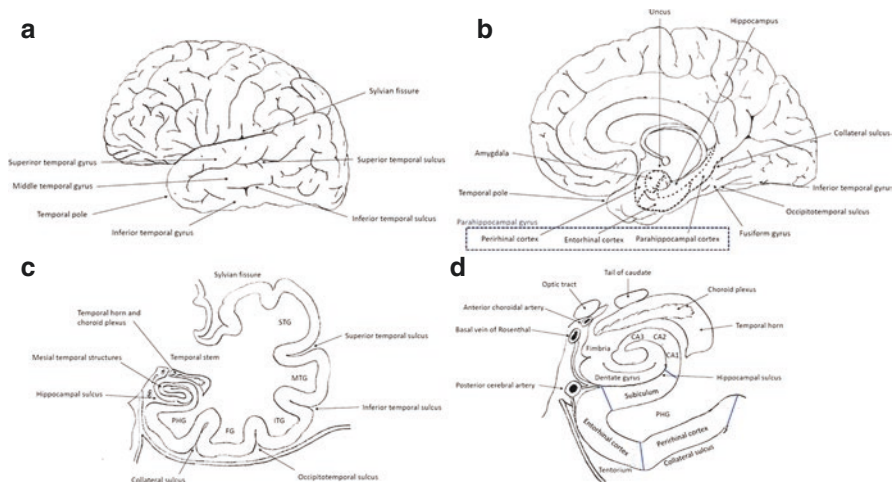 a
Sylvian fissure
Superior temporal gyrus
Superior temporal sulcus
Middle temporal gyrus
Temporal pole
Inferior temporal sulcus
Inferior temporal gyrus
b
Uncus
Hippocampus
Collateral sulcus
Amygdala
Inferior temporal gyrus
Temporal pole
Occipitotemporal sulcus
Parahippocampal gyrus
Fusiform gyrus
Perirhinal cortex Entorhinal cortex Parahippocampal cortex
c
Sylvian fissure
Temporal horn and
choroid plexus
STG
Superior temporal sulcus
Mesial temporal structures
Temporal stem
MTG
Hippocampal sulcus
Inferior temporal sulcus
PHG
FG
ITG
Collateral sulcus
Occipitotemporal sulcus
d
Tail of caudate
Optic tract
Choroid plexus
Anterior choroidal artery
Basal vein of Rosenthal
Temporal horn
Fimbria
CA3
CA2
CA1
Dentate gyrus
Hippocampal sulcus
Posterior cerebral artery
Subiculum
PHG
Entorhinal cortex
Perirhinal cortex
Collateral sulcus
Tentorium